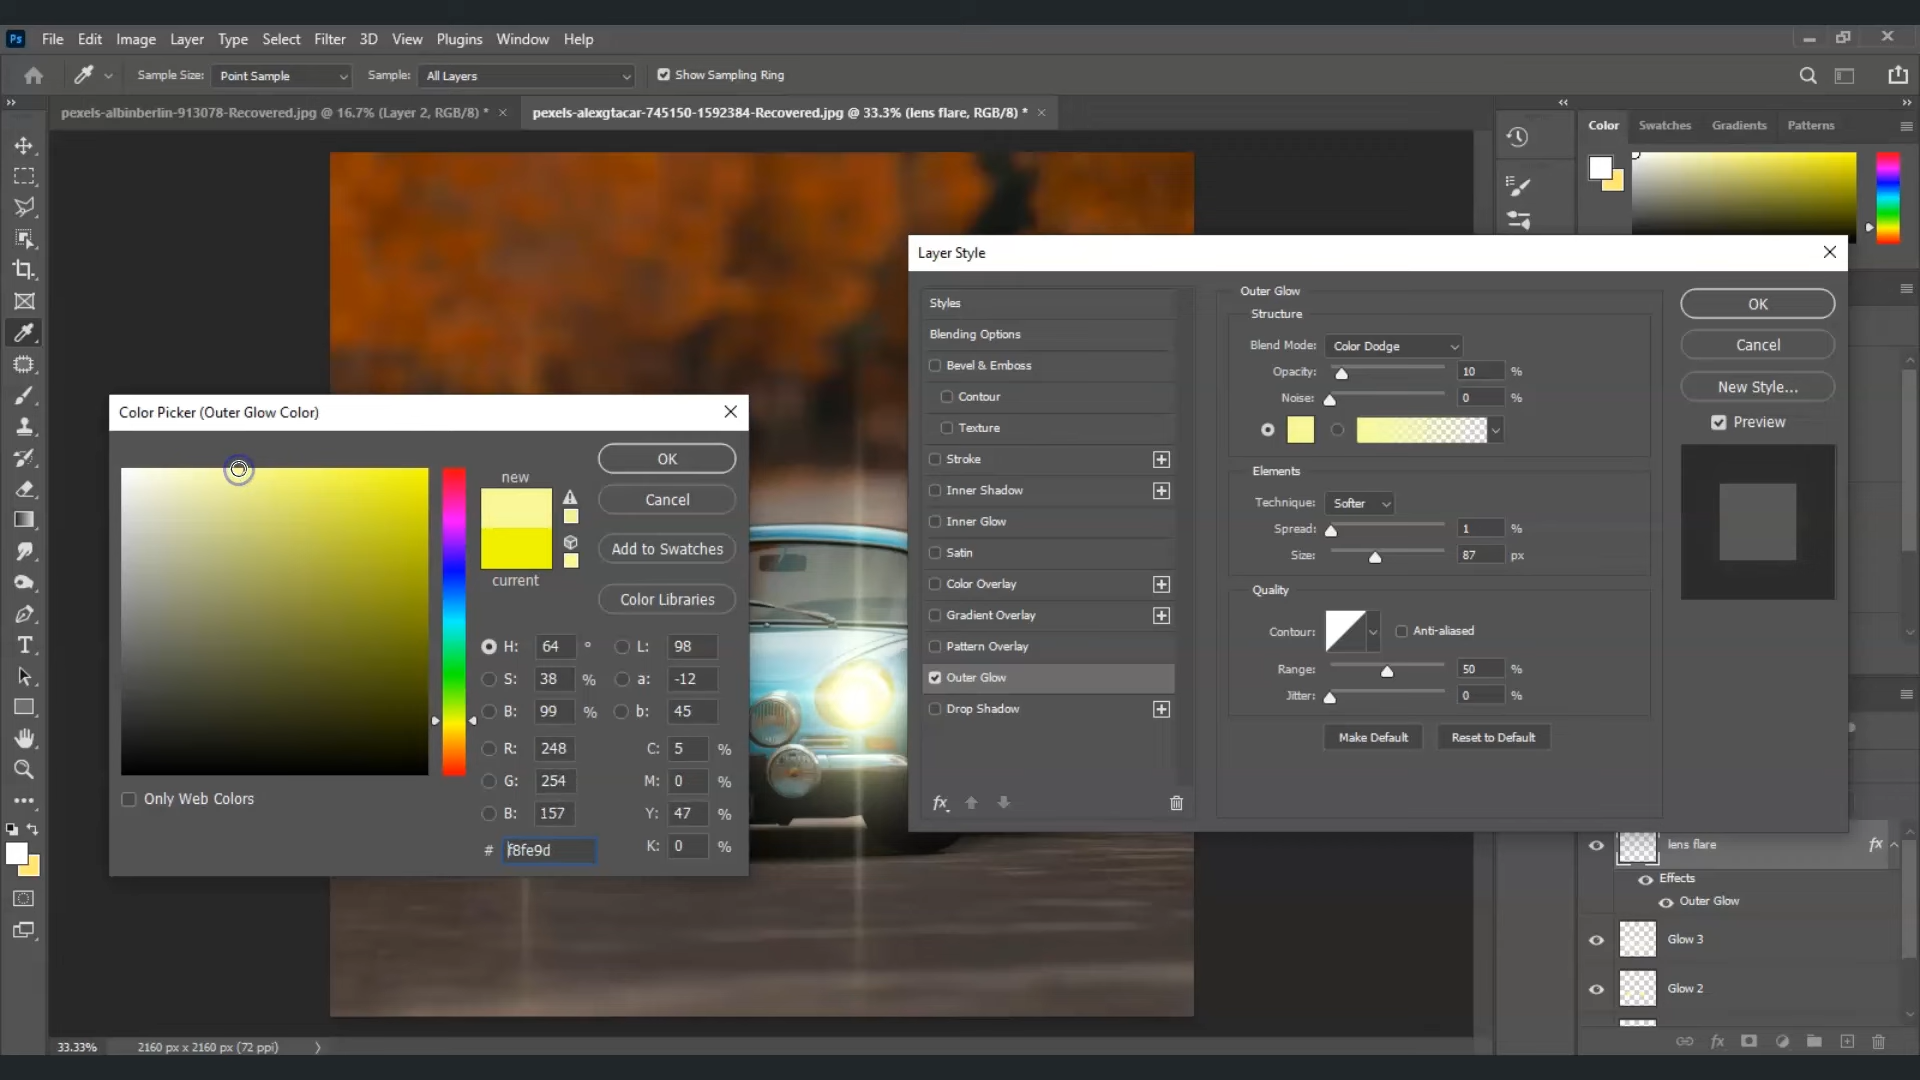 Ps File Edit Image Layer Type Select Filter 3D View Plugins Window Help
Sample Size: Point Sample Sample: All Layers Show Sampling Ring
pexels-albinberlin-913078-Recovered.jpg @ 16.7% (Layer 2, RGB/8) * pexels-alexgtacar-745150-1592384-Recovered.jpg @ 33.3% (lens flare, RGB/8) *
Color Swatches Gradients Patterns
Layer Style
Styles
Blending Options
Bevel & Emboss
Contour
Texture
Stroke
Inner Shadow
Inner Glow
Satin
Color Overlay
Gradient Overlay
Pattern Overlay
Outer Glow
Drop Shadow
fx
Outer Glow
Structure
Blend Mode: Color Dodge
Opacity: 10 %
Noise: 0 %
Elements
Technique: Softer
Spread: 1 %
Size: 87 px
Quality
Contour: Anti-aliased
Range: 50 %
Jitter: 0 %
Make Default Reset to Default
OK
Cancel
New Style...
Preview
Color Picker (Outer Glow Color)
new
current
OK
Cancel
Add to Swatches
Color Libraries
H: 64 ° L: 98
S: 38 % a: -12
B: 99 % b: 45
R: 248 C: 5 %
G: 254 M: 0 %
B: 157 Y: 47 %
# f8fe9d K: 0 %
Only Web Colors
lens flare fx
Effects
Outer Glow
Glow 3
Glow 2
fx
33.33% 2160 px x 2160 px (72 ppi)